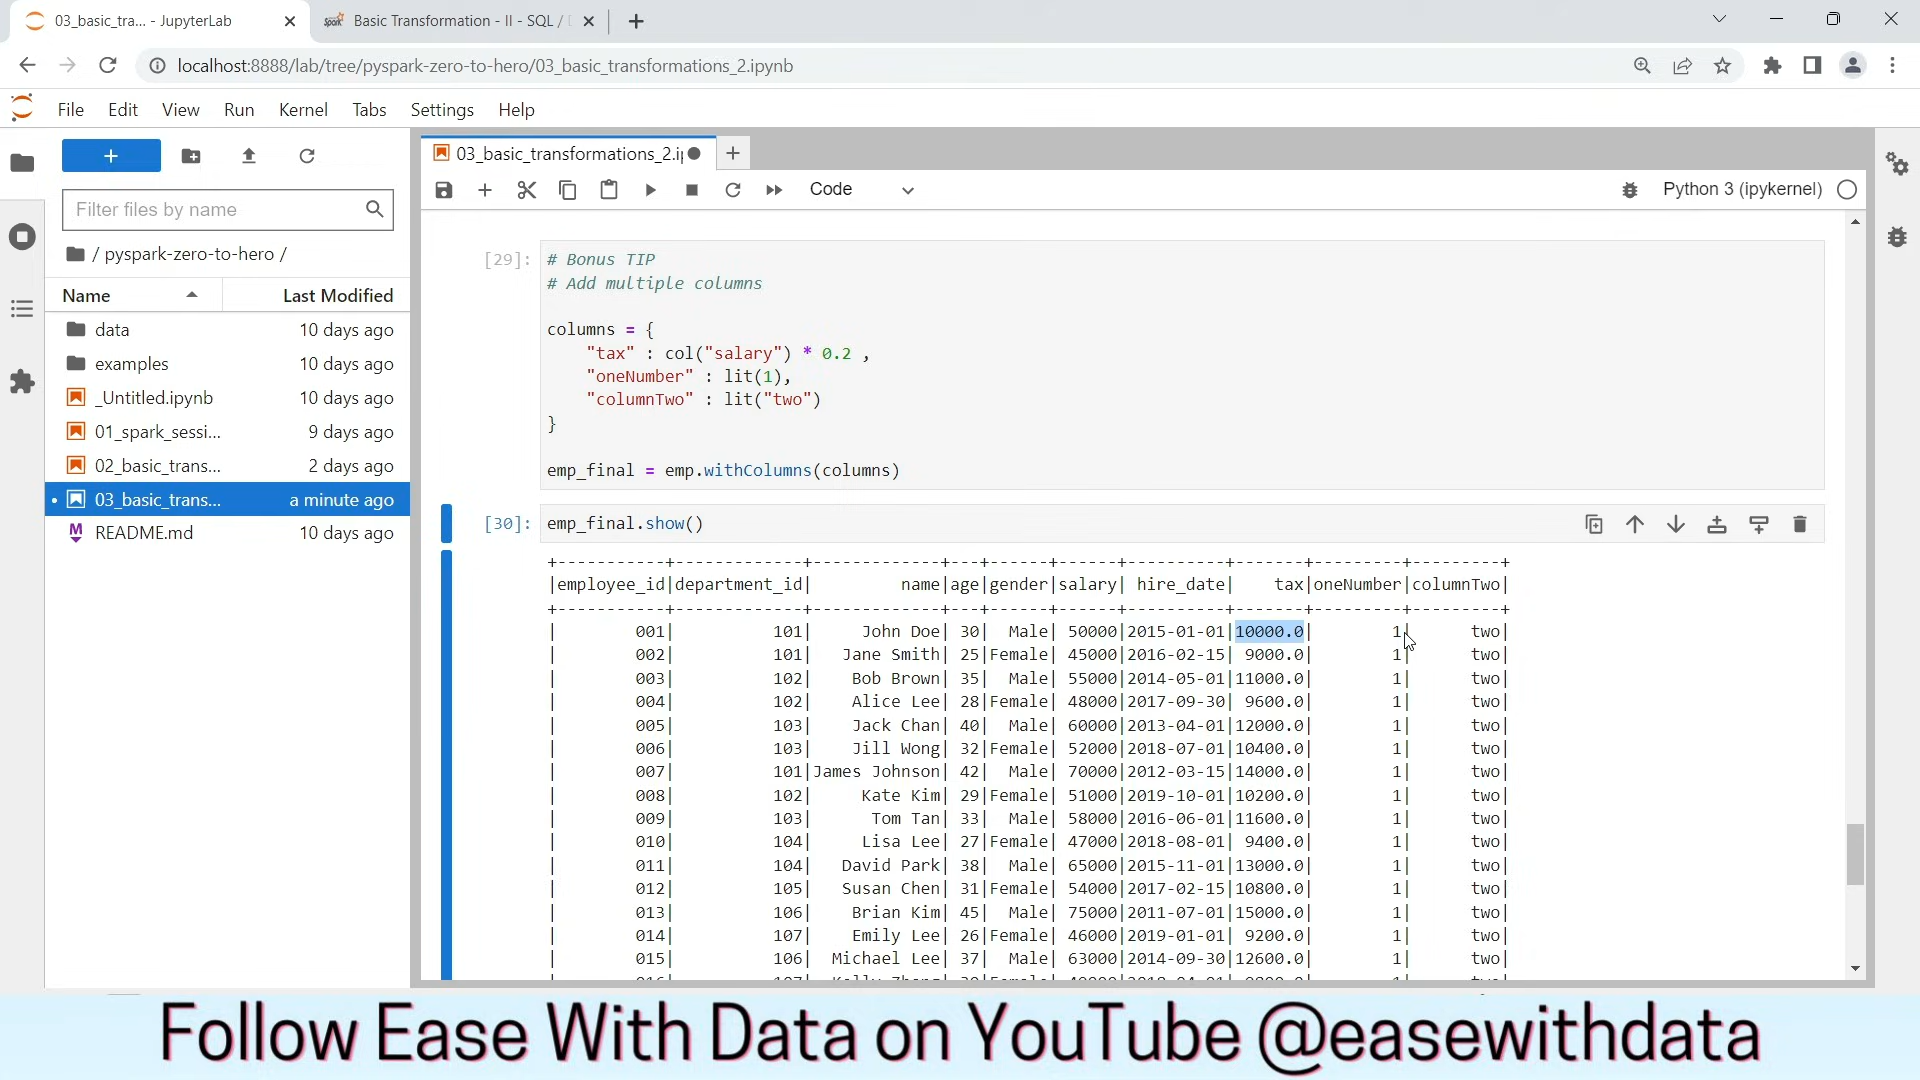 03_basic_tra... - JupyterLab
Basic Transformation - II - SQL /
localhost:8888/lab/tree/pyspark-zero-to-hero/03_basic_transformations_2.ipynb
File Edit View Run Kernel Tabs Settings Help
03_basic_transformations_2.i
Filter files by name
Code
Python 3 (ipykernel)
/ pyspark-zero-to-hero /
Name Last Modified
data 10 days ago
examples 10 days ago
_Untitled.ipynb 10 days ago
01_spark_sessi... 9 days ago
02_basic_trans... 2 days ago
03_basic_trans... a minute ago
README.md 10 days ago
[29]: # Bonus TIP
# Add multiple columns
columns = {
"tax" : col("salary") * 0.2 ,
"oneNumber" : lit(1),
"columnTwo" : lit("two")
}
emp_final = emp.withColumns(columns)
[30]: emp_final.show()
+-----------+-------------+-------------+---+------+------+----------+-------+---------+---------+
|employee_id|department_id|         name|age|gender|salary| hire_date|    tax|oneNumber|columnTwo|
+-----------+-------------+-------------+---+------+------+----------+-------+---------+---------+
|        001|          101|     John Doe| 30|  Male| 50000|2015-01-01|10000.0|        1|      two|
|        002|          101|   Jane Smith| 25|Female| 45000|2016-02-15| 9000.0|        1|      two|
|        003|          102|    Bob Brown| 35|  Male| 55000|2014-05-01|11000.0|        1|      two|
|        004|          102|    Alice Lee| 28|Female| 48000|2017-09-30| 9600.0|        1|      two|
|        005|          103|    Jack Chan| 40|  Male| 60000|2013-04-01|12000.0|        1|      two|
|        006|          103|    Jill Wong| 32|Female| 52000|2018-07-01|10400.0|        1|      two|
|        007|          101|James Johnson| 42|  Male| 70000|2012-03-15|14000.0|        1|      two|
|        008|          102|     Kate Kim| 29|Female| 51000|2019-10-01|10200.0|        1|      two|
|        009|          103|      Tom Tan| 33|  Male| 58000|2016-06-01|11600.0|        1|      two|
|        010|          104|     Lisa Lee| 27|Female| 47000|2018-08-01| 9400.0|        1|      two|
|        011|          104|   David Park| 38|  Male| 65000|2015-11-01|13000.0|        1|      two|
|        012|          105|   Susan Chen| 31|Female| 54000|2017-02-15|10800.0|        1|      two|
|        013|          106|    Brian Kim| 45|  Male| 75000|2011-07-01|15000.0|        1|      two|
|        014|          107|    Emily Lee| 26|Female| 46000|2019-01-01| 9200.0|        1|      two|
|        015|          106|  Michael Lee| 37|  Male| 63000|2014-09-30|12600.0|        1|      two|
Follow Ease With Data on YouTube @easewithdata